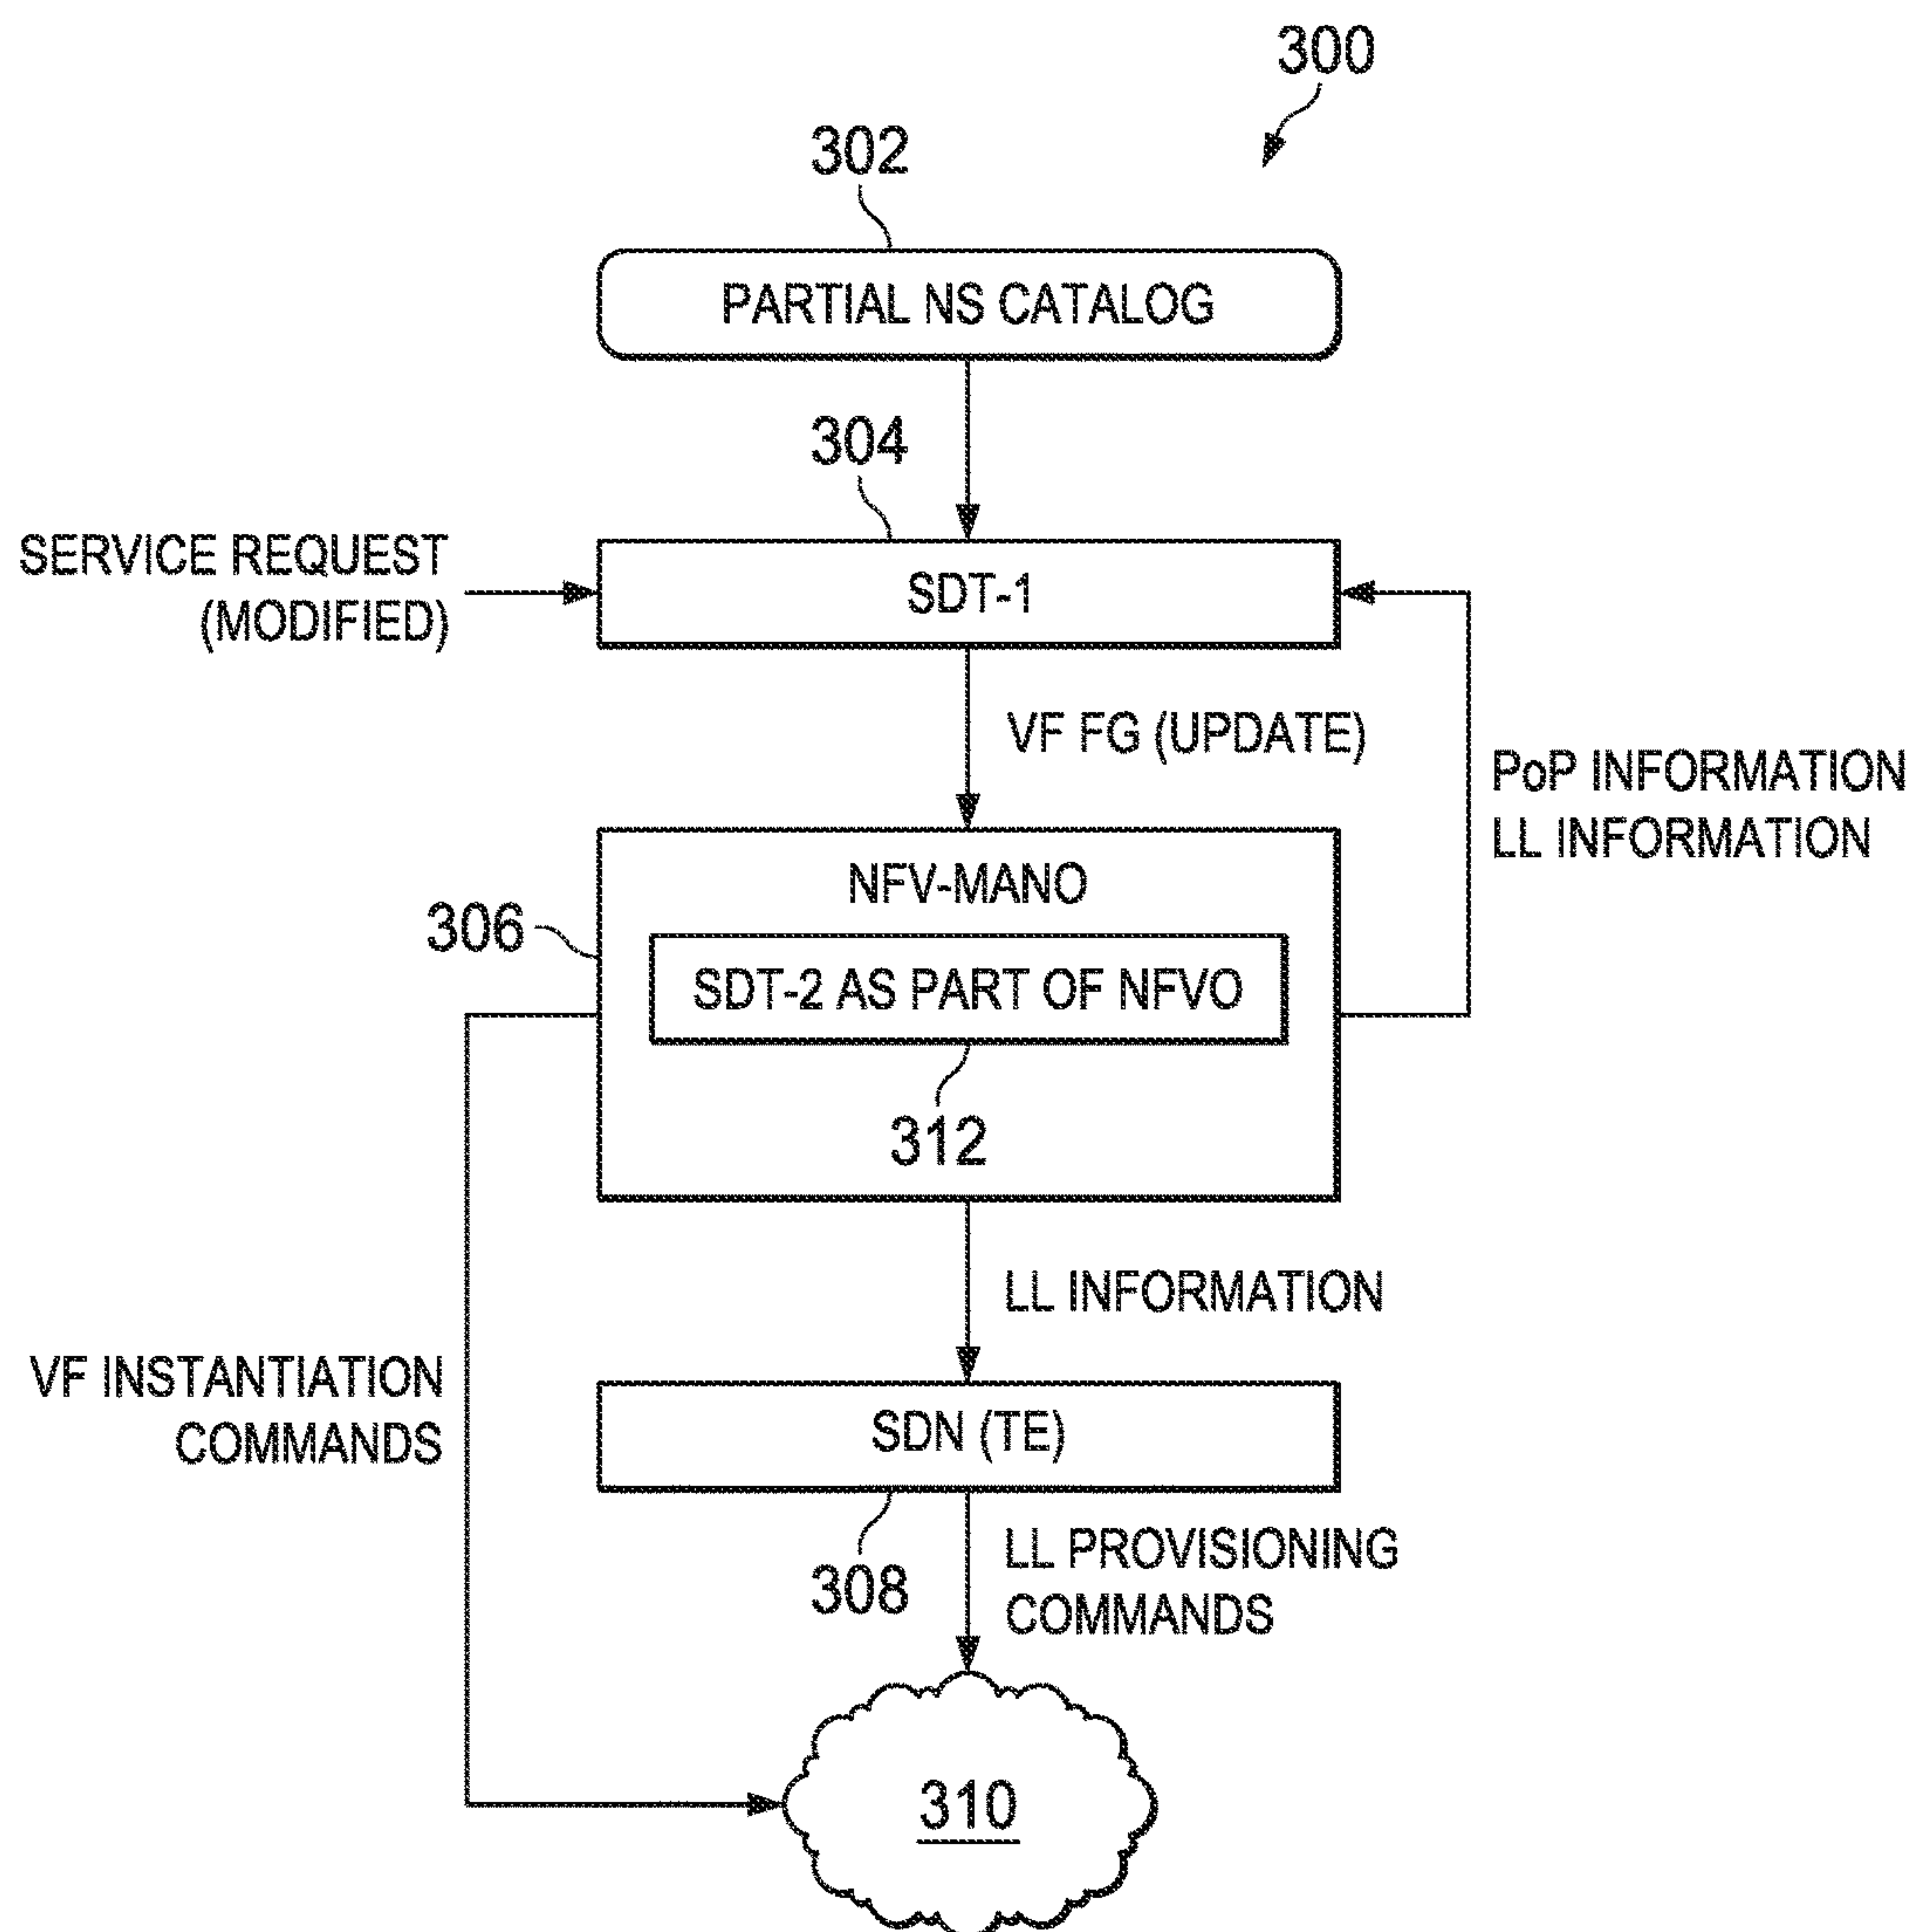 300
302
PARTIAL NS CATALOG
304
SERVICE REQUEST
(MODIFIED)
SDT-1
VF FG (UPDATE)
PoP INFORMATION
LL INFORMATION
NFV-MANO
306
SDT-2 AS PART OF NFVO
312
LL INFORMATION
VF INSTANTIATION
COMMANDS
SDN (TE)
308
LL PROVISIONING
COMMANDS
310